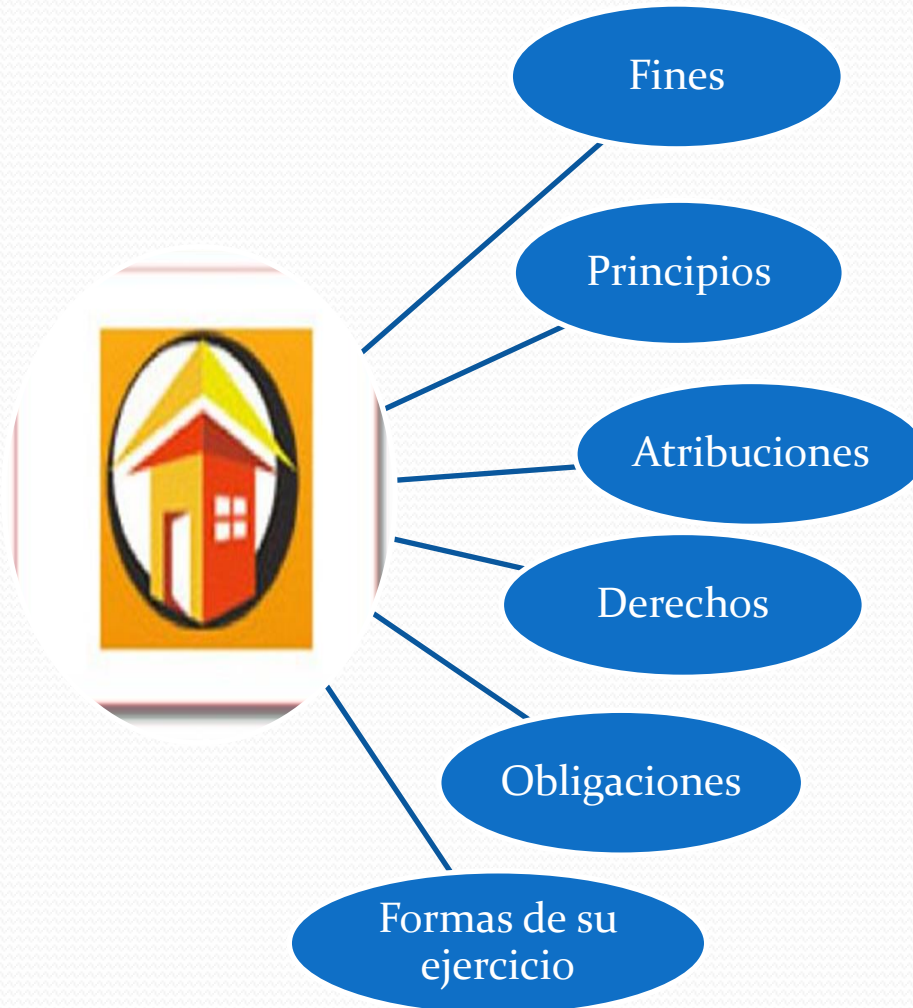 Fines
Principios
Atribuciones
Derechos
Obligaciones
Formas de su
ejercicio